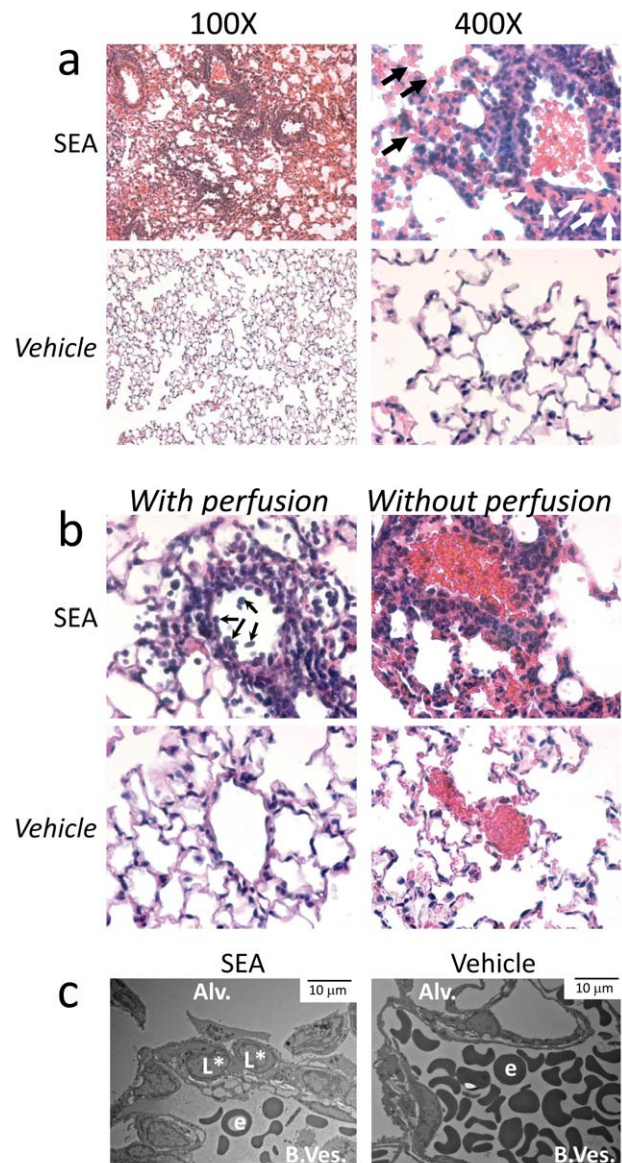 100X 400X
a
SEA
Vehicle
With perfusion Without perfusion
b
SEA
Vehicle
SEA Vehicle
c
Alv. 10 µm Alv. 10 µm
L* L*
e e
B.Ves. B.Ves.